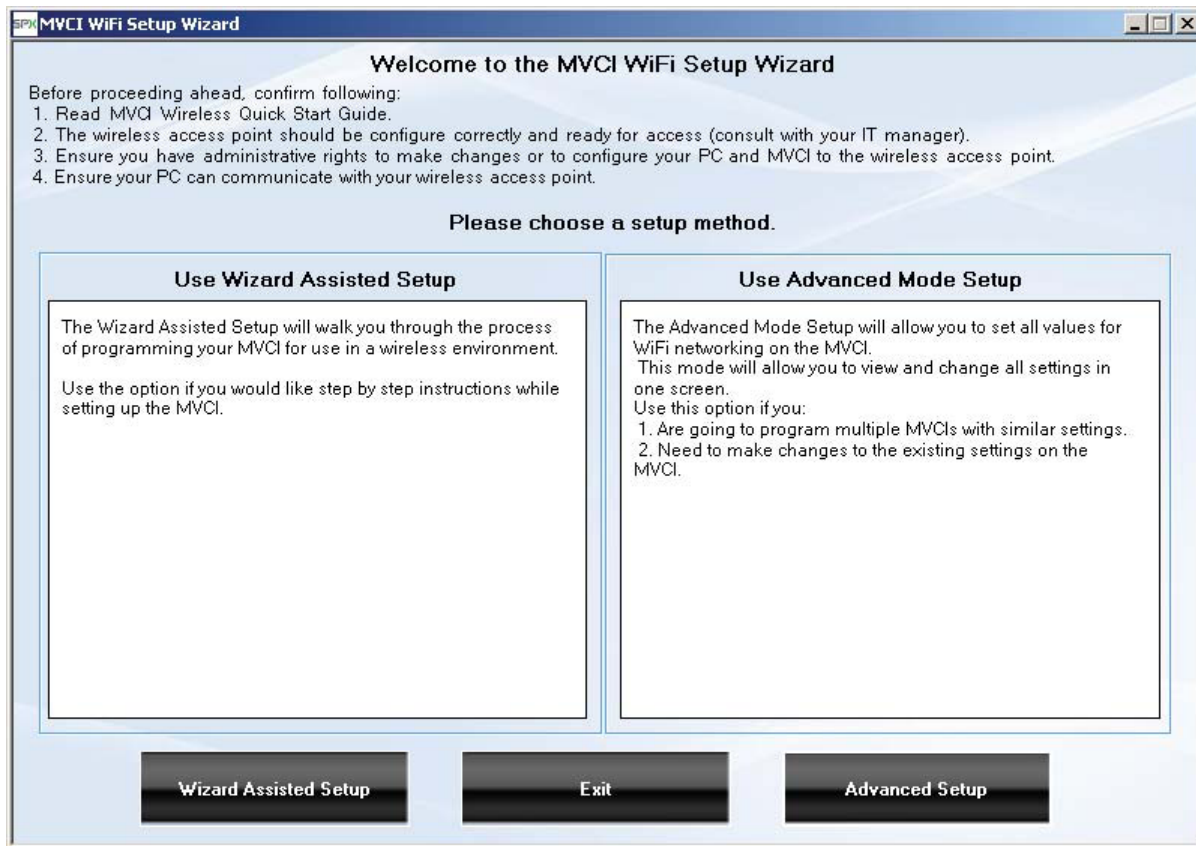 SPX MVCI WiFi Setup Wizard
Welcome to the MVCI WiFi Setup Wizard
Before proceeding ahead, confirm following:
1. Read MVCI Wireless Quick Start Guide.
2. The wireless access point should be configure correctly and ready for access (consult with your IT manager).
3. Ensure you have administrative rights to make changes or to configure your PC and MVCI to the wireless access point.
4. Ensure your PC can communicate with your wireless access point.
Please choose a setup method.
Use Wizard Assisted Setup
The Wizard Assisted Setup will walk you through the process
of programming your MVCI for use in a wireless environment.
Use the option if you would like step by step instructions while
setting up the MVCI.
Use Advanced Mode Setup
The Advanced Mode Setup will allow you to set all values for
WiFi networking on the MVCI.
This mode will allow you to view and change all settings in
one screen.
Use this option if you:
1. Are going to program multiple MVCIs with similar settings.
2. Need to make changes to the existing settings on the
MVCI.
Wizard Assisted Setup
Exit
Advanced Setup